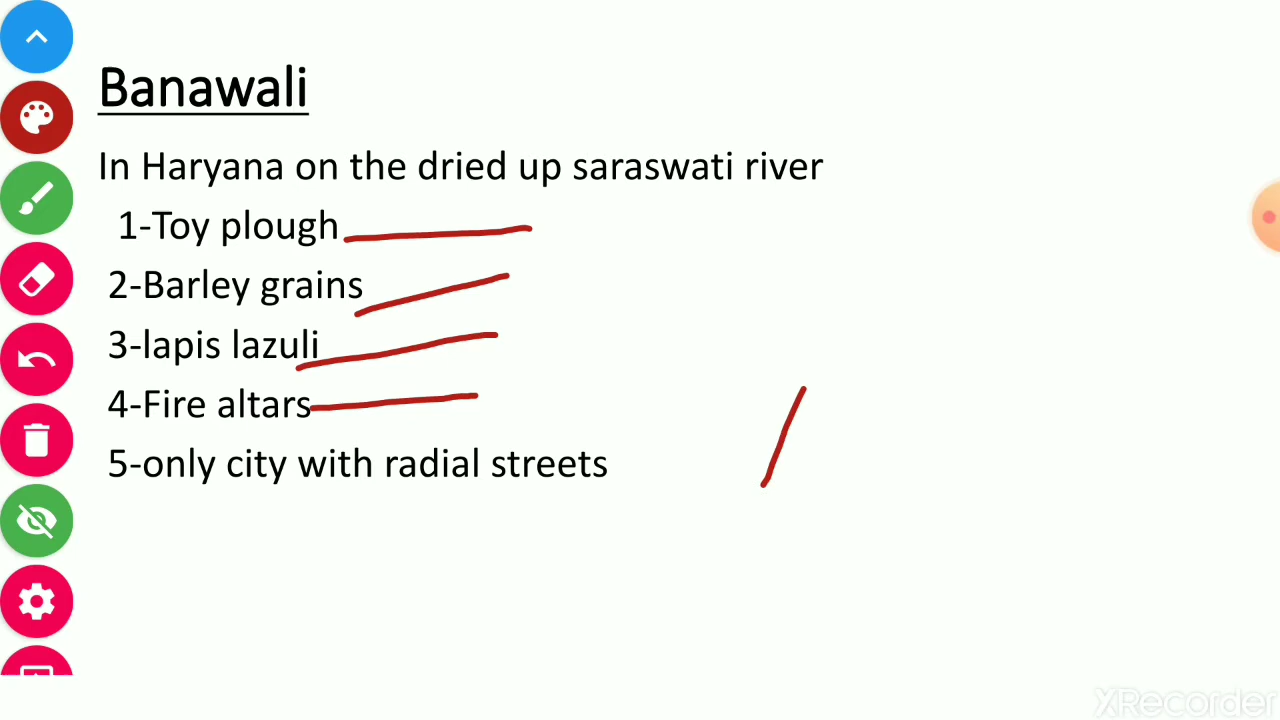 Banawali
In Haryana on the dried up saraswati river
1-Toy plough
2-Barley grains
3-lapis lazuli
4-Fire altars
5-only city with radial streets
XRecorder